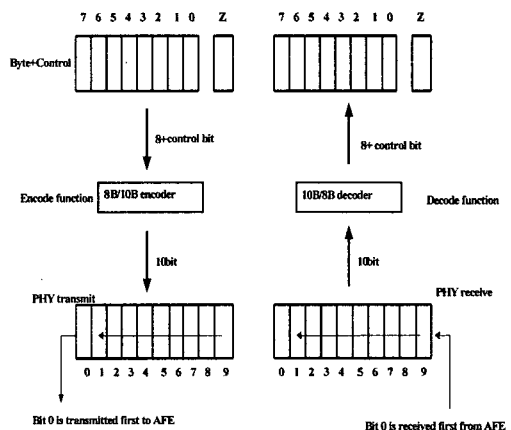 7 6 5 4 3 2 1 0 Z
7 6 5 4 3 2 1 0 Z
Byte+Control
8+control bit
8+ control bit
Encode function
8B/10B encoder
10B/8B decoder
Decode function
10bit
10bit
PHY transmit
PHY receive
0 1 2 3 4 5 6 7 8 9
0 1 2 3 4 5 6 7 8 9
Bit 0 is transmitted first to AFE
Bit 0 is received first from AFE